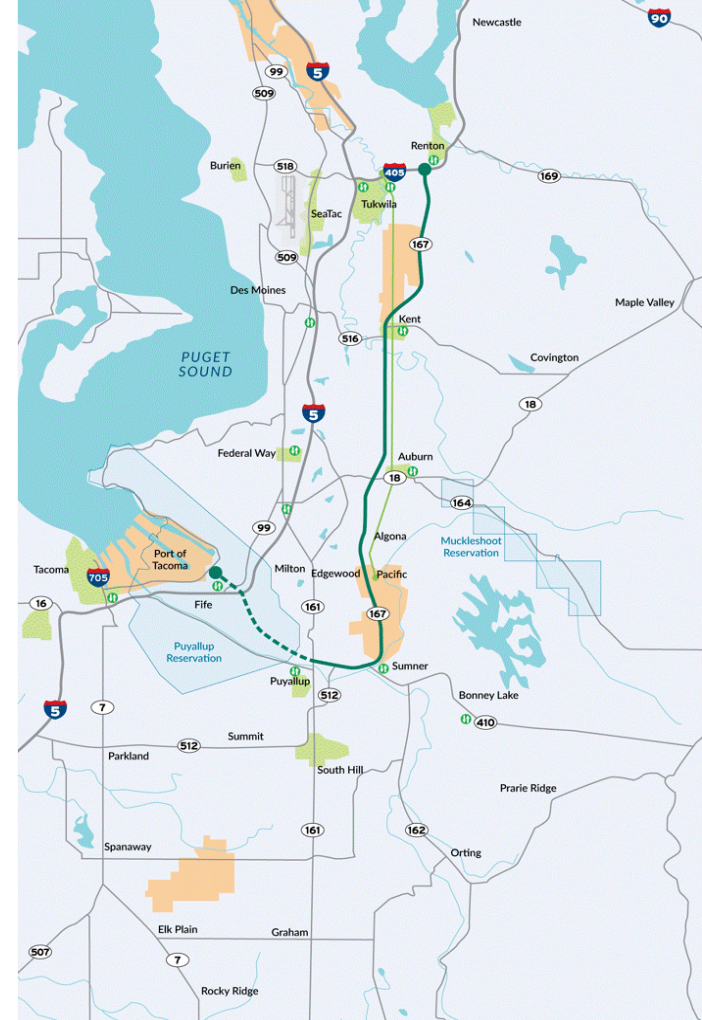 Newcastle
90
5
99
509
Renton
Burien
518
405
169
Tukwila
SeaTac
167
509
Des Moines
Maple Valley
Kent
516
PUGET
SOUND
Covington
18
5
Federal Way
Auburn
18
164
99
Algona
Muckleshoot
Reservation
Port of
Tacoma
Tacoma
705
Milton
Edgewood
Pacific
16
Fife
161
167
Puyallup
Reservation
Sumner
Puyallup
512
Bonney Lake
5
7
410
Summit
512
Parkland
South Hill
Prarie Ridge
161
162
Spanaway
Orting
Elk Plain
Graham
507
7
Rocky Ridge